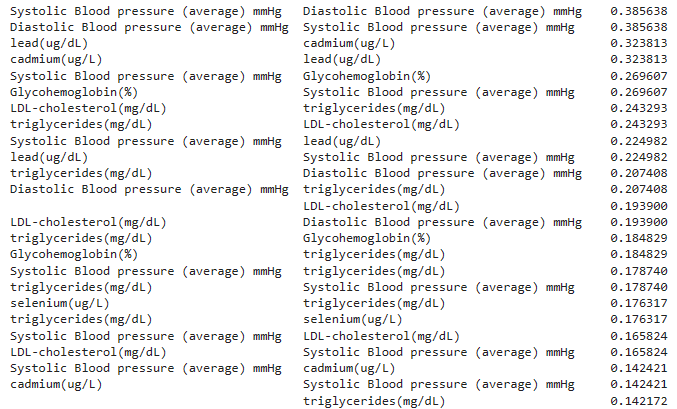 Systolic Blood pressure (average) mmHg Diastolic Blood pressure (average) mmHg 0.385638
Diastolic Blood pressure (average) mmHg Systolic Blood pressure (average) mmHg 0.385638
lead(ug/dL) cadmium(ug/L) 0.323813
cadmium(ug/L) lead(ug/dL) 0.323813
Systolic Blood pressure (average) mmHg Glycohemoglobin(%) 0.269607
Glycohemoglobin(%) Systolic Blood pressure (average) mmHg 0.269607
LDL-cholesterol(mg/dL) triglycerides(mg/dL) 0.243293
triglycerides(mg/dL) LDL-cholesterol(mg/dL) 0.243293
Systolic Blood pressure (average) mmHg lead(ug/dL) 0.224982
lead(ug/dL) Systolic Blood pressure (average) mmHg 0.224982
triglycerides(mg/dL) Diastolic Blood pressure (average) mmHg 0.207408
Diastolic Blood pressure (average) mmHg triglycerides(mg/dL) 0.207408
LDL-cholesterol(mg/dL) 0.193900
LDL-cholesterol(mg/dL) Diastolic Blood pressure (average) mmHg 0.193900
triglycerides(mg/dL) Glycohemoglobin(%) 0.184829
Glycohemoglobin(%) triglycerides(mg/dL) 0.184829
Systolic Blood pressure (average) mmHg triglycerides(mg/dL) 0.178740
triglycerides(mg/dL) Systolic Blood pressure (average) mmHg 0.178740
selenium(ug/L) triglycerides(mg/dL) 0.176317
triglycerides(mg/dL) selenium(ug/L) 0.176317
Systolic Blood pressure (average) mmHg LDL-cholesterol(mg/dL) 0.165824
LDL-cholesterol(mg/dL) Systolic Blood pressure (average) mmHg 0.165824
Systolic Blood pressure (average) mmHg cadmium(ug/L) 0.142421
cadmium(ug/L) Systolic Blood pressure (average) mmHg 0.142421
triglycerides(mg/dL) 0.142172